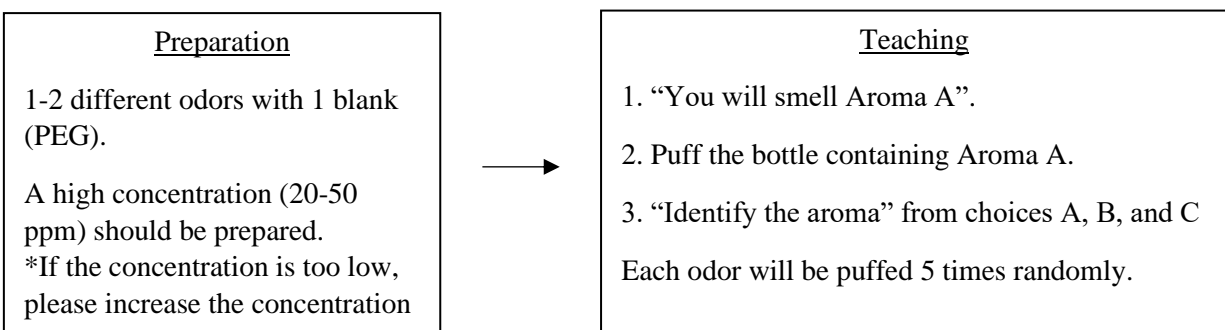 Preparation
1-2 different odors with 1 blank
(PEG).
A high concentration (20-50
ppm) should be prepared.
*If the concentration is too low,
please increase the concentration
Teaching
1. “You will smell Aroma A”.
2. Puff the bottle containing Aroma A.
3. “Identify the aroma” from choices A, B, and C
Each odor will be puffed 5 times randomly.